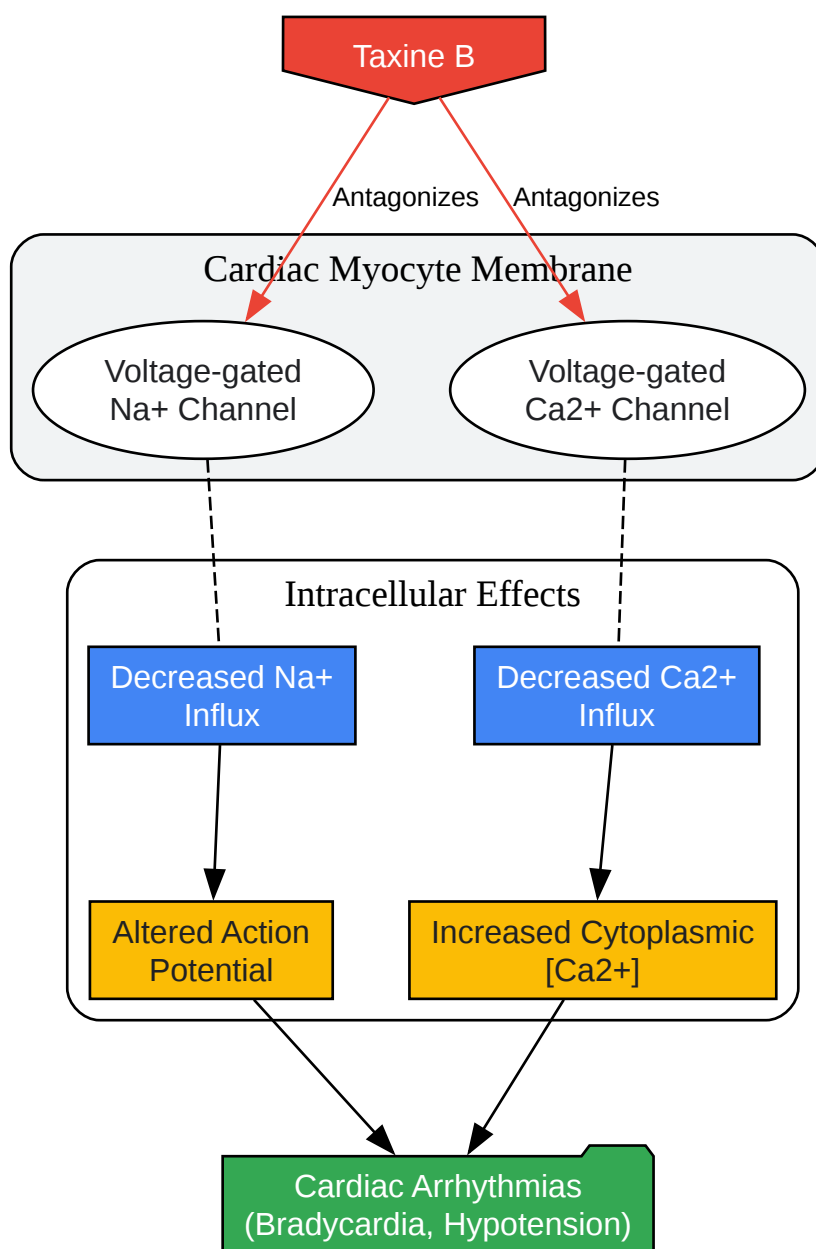 Taxine B
Antagonizes
Antagonizes
Cardiac Myocyte Membrane
Voltage-gated
Na+ Channel
Voltage-gated
Ca2+ Channel
Intracellular Effects
Decreased Na+
Influx
Decreased Ca2+
Influx
Altered Action
Potential
Increased Cytoplasmic
[Ca2+]
Cardiac Arrhythmias
(Bradycardia, Hypotension)